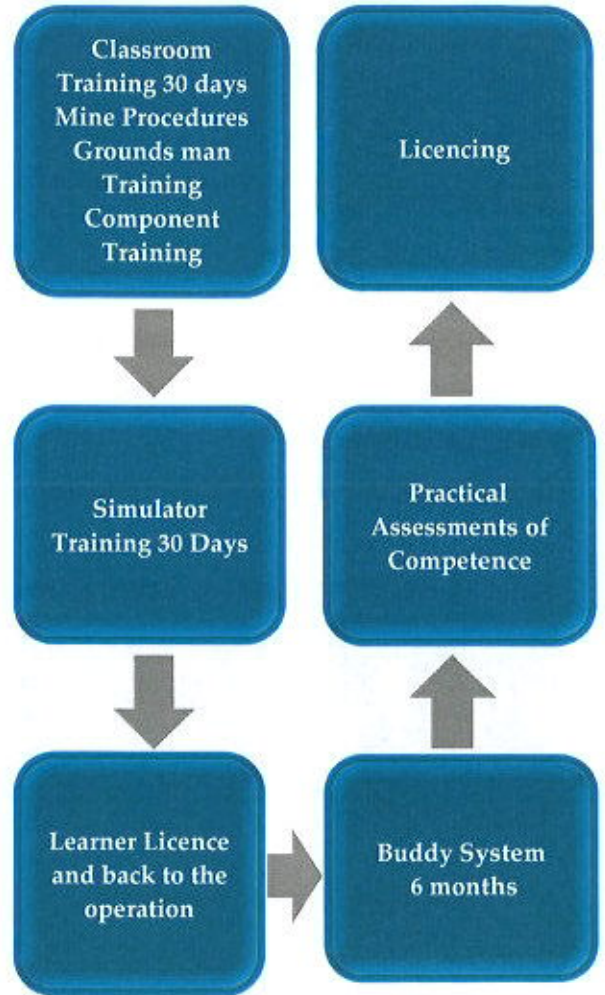 Classroom
Training 30 days
Mine Procedures
Grounds man
Training
Component
Training
Simulator
Training 30 Days
Learner Licence
and back to the
operation
Buddy System
6 months
Practical
Assessments of
Competence
Licencing